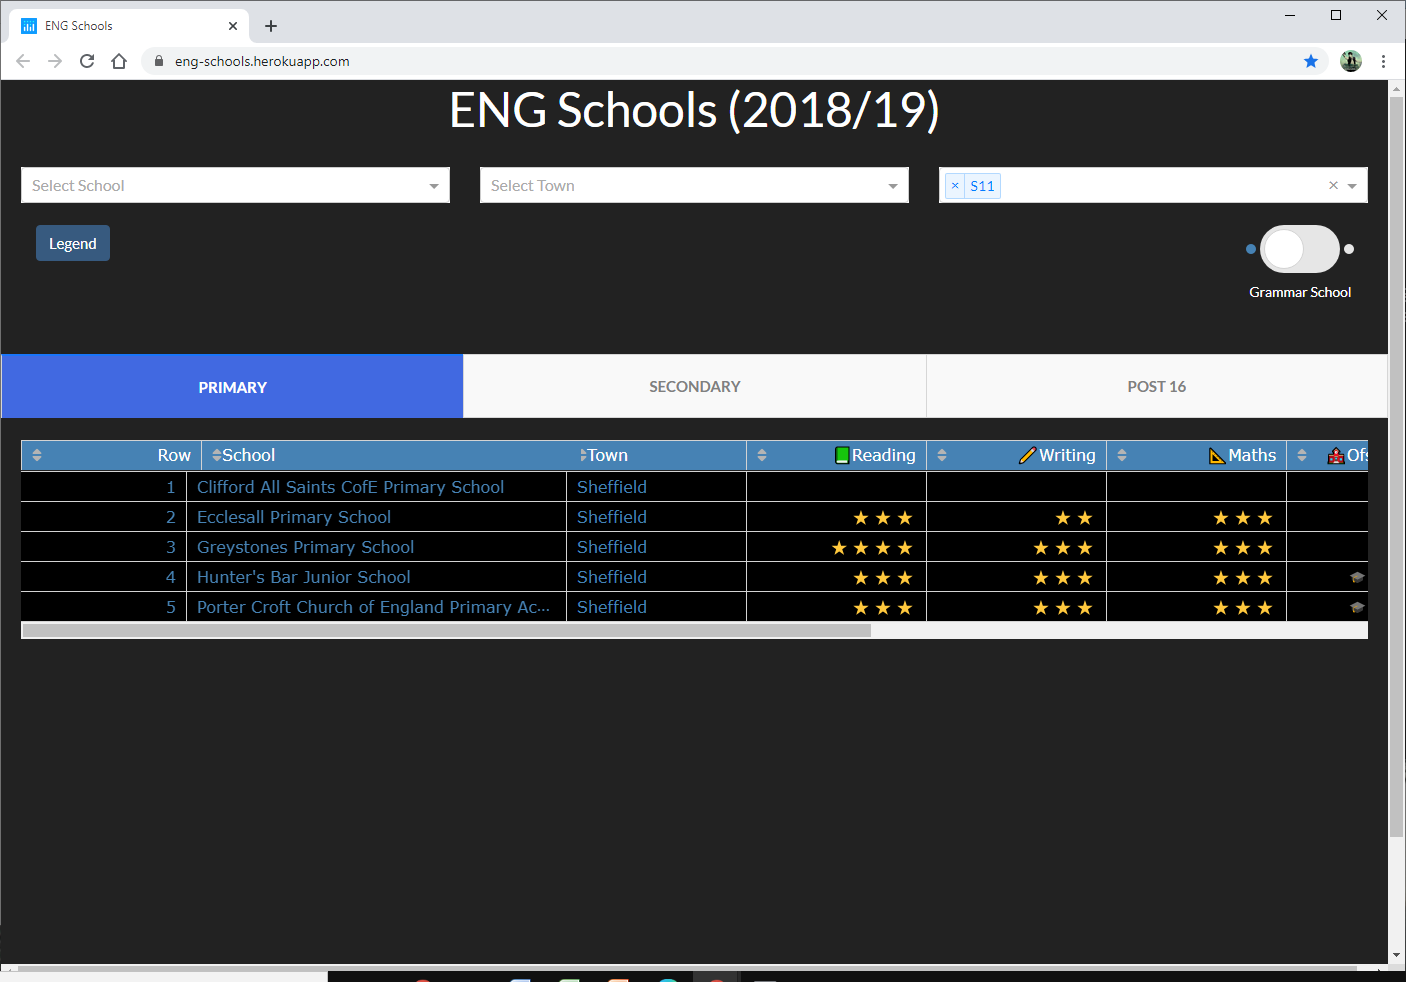 ENG Schools
eng-schools.herokuapp.com
ENG Schools (2018/19)
Select School
Select Town
× S11
Legend
Grammar School
PRIMARY SECONDARY POST 16
Row School Town Reading Writing Maths Ofs
1 Clifford All Saints CofE Primary School Sheffield
2 Ecclesall Primary School Sheffield ★ ★ ★ ★ ★ ★ ★ ★
3 Greystones Primary School Sheffield ★ ★ ★ ★ ★ ★ ★ ★ ★ ★
4 Hunter's Bar Junior School Sheffield ★ ★ ★ ★ ★ ★ ★ ★ ★
5 Porter Croft Church of England Primary Ac... Sheffield ★ ★ ★ ★ ★ ★ ★ ★ ★